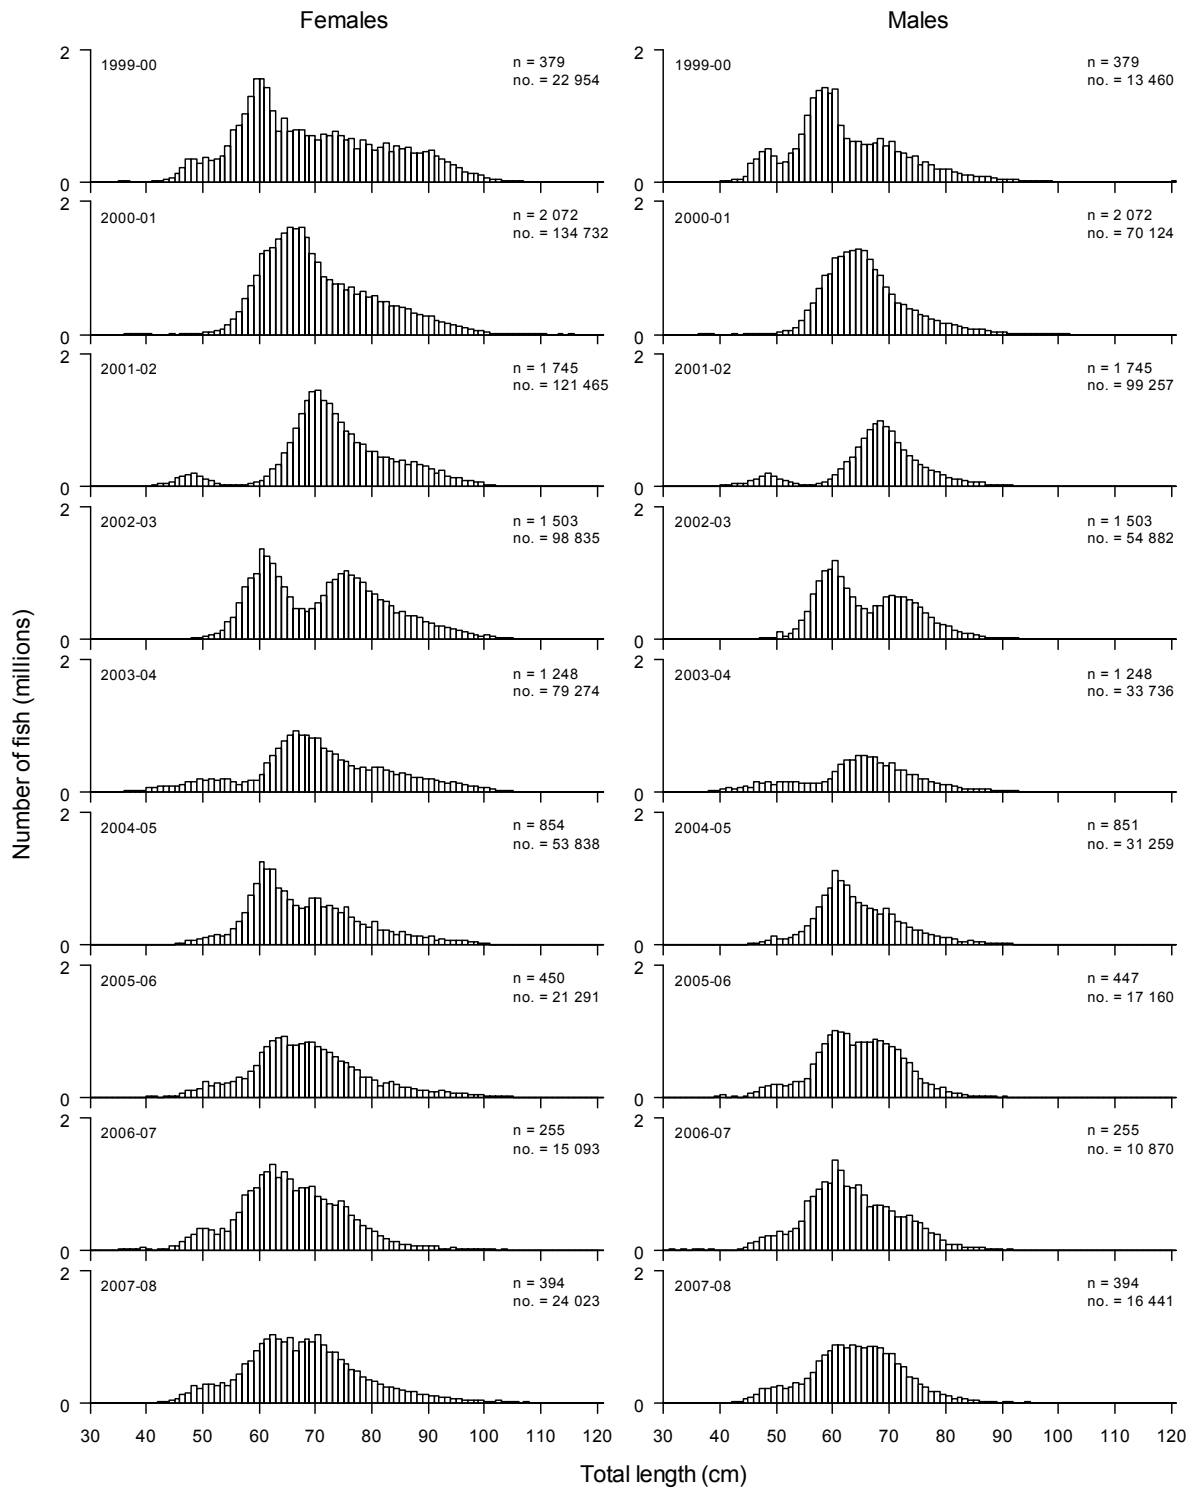 Females Males
2
1999-00
n = 379
no. = 22 954
0
1999-00
n = 379
no. = 13 460
0
2
2000-01
n = 2 072
no. = 134 732
0
2000-01
n = 2 072
no. = 70 124
0
2
2001-02
n = 1 745
no. = 121 465
0
2001-02
n = 1 745
no. = 99 257
0
2
2002-03
n = 1 503
no. = 98 835
0
2002-03
n = 1 503
no. = 54 882
0
2
2003-04
n = 1 248
no. = 79 274
0
2003-04
n = 1 248
no. = 33 736
0
2
2004-05
n = 854
no. = 53 838
0
2004-05
n = 851
no. = 31 259
0
2
2005-06
n = 450
no. = 21 291
0
2005-06
n = 447
no. = 17 160
0
2
2006-07
n = 255
no. = 15 093
0
2006-07
n = 255
no. = 10 870
0
2
2007-08
n = 394
no. = 24 023
0
2007-08
n = 394
no. = 16 441
0
30 40 50 60 70 80 90 100 110 120
30 40 50 60 70 80 90 100 110 120
Number of fish (millions)
Total length (cm)